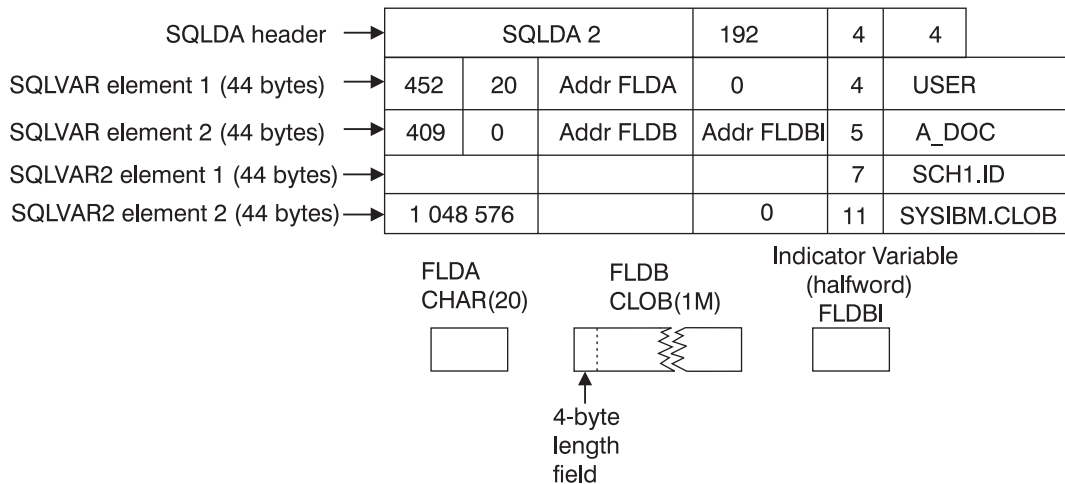 SQLDA header SQLDA 2 192 4 4
SQLVAR element 1 (44 bytes) 452 20 Addr FLDA 0 4 USER
SQLVAR element 2 (44 bytes) 409 0 Addr FLDB Addr FLDBI 5 A_DOC
SQLVAR2 element 1 (44 bytes) 7 SCH1.ID
SQLVAR2 element 2 (44 bytes) 1 048 576 0 11 SYSIBM.CLOB
FLDA
CHAR(20)
FLDB
CLOB(1M)
Indicator Variable
(halfword)
FLDBI
4-byte
length
field